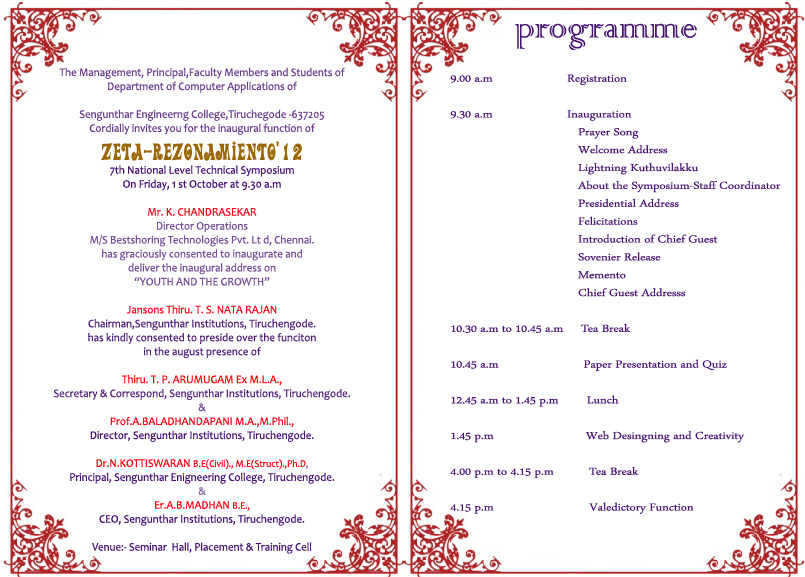 The Management, Principal,Faculty Members and Students of
Department of Computer Applications of
Sengunthar Engineerng College,Tiruchegode -637205
Cordially invites you for the inaugural function of
ZETA-REZONAMIENTO'12
7th National Level Technical Symposium
On Friday, 1 st October at 9.30 a.m
Mr. K. CHANDRASEKAR
Director Operations
M/S Bestshoring Technologies Pvt. Lt d, Chennai.
has graciously consented to inaugurate and
deliver the inaugural address on
“YOUTH AND THE GROWTH”
Jansons Thiru. T. S. NATA RAJAN
Chairman,Sengunthar Institutions, Tiruchengode.
has kindly consented to preside over the funciton
in the august presence of
Thiru. T. P. ARUMUGAM Ex M.L.A.,
Secretary & Correspond, Sengunthar Institutions, Tiruchengode.
&
Prof.A.BALADHANDAPANI M.A.,M.Phil.,
Director, Sengunthar Institutions, Tiruchengode.
Dr.N.KOTTISWARAN B.E(Civil)., M.E(Struct).,Ph.D,
Principal, Sengunthar Enigneering College, Tiruchengode.
&
Er.A.B.MADHAN B.E.,
CEO, Sengunthar Institutions, Tiruchengode.
Venue:- Seminar Hall, Placement & Training Cell
programme
9.00 a.m Registration
9.30 a.m Inauguration
Prayer Song
Welcome Address
Lightning Kuthuvilakku
About the Symposium-Staff Coordinator
Presidential Address
Felicitations
Introduction of Chief Guest
Sovenier Release
Memento
Chief Guest Addresss
10.30 a.m to 10.45 a.m Tea Break
10.45 a.m Paper Presentation and Quiz
12.45 a.m to 1.45 p.m Lunch
1.45 p.m Web Desingning and Creativity
4.00 p.m to 4.15 p.m Tea Break
4.15 p.m Valedictory Function